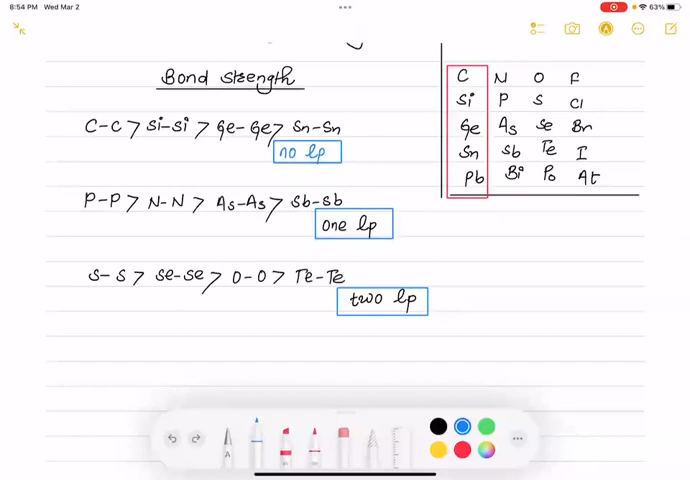 8:54 PM Wed Mar 2
63%
Bond strength
C-C > Si-Si > Ge-Ge > Sn-Sn
no lp
P-P > N-N > As-As > Sb-Sb
one lp
S-S > Se-Se > O-O > Te-Te
two lp
C N O F
Si P S Cl
Ge As Se Br
Sn Sb Te I
Pb Bi Po At
A